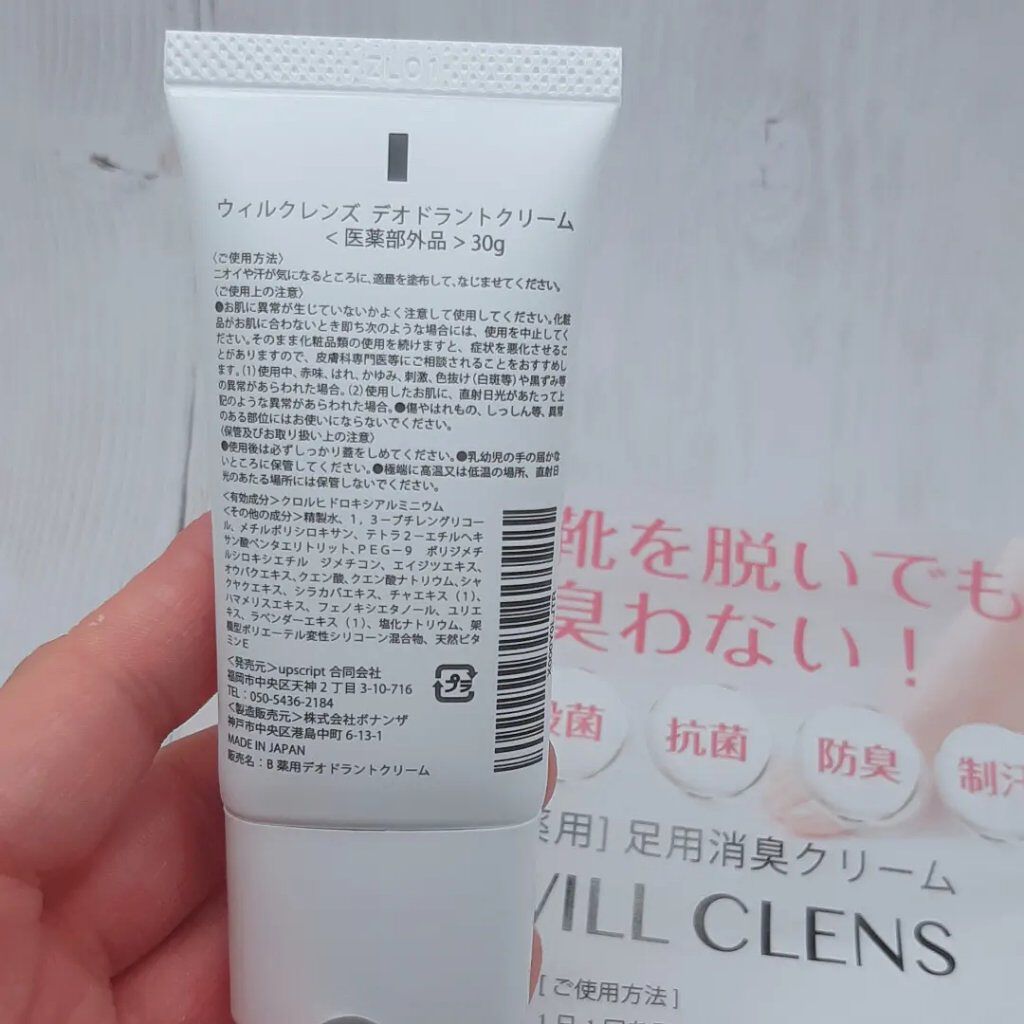 ZL01
ウィルクレンズ デオドラントクリーム
<医薬部外品> 30g
〈ご使用方法〉
ニオイや汗が気になるところに、適量を塗布して、なじませてください。
〈ご使用上の注意〉
●お肌に異常が生じていないかよく注意して使用してください。化粧
品がお肌に合わないとき即ち次のような場合には、使用を中止してく
ださい。そのまま化粧品類の使用を続けますと、症状を悪化させるこ
とがありますので、皮膚科専門医等にご相談されることをおすすめし
ます。(1)使用中、赤味、はれ、かゆみ、刺激、色抜け(白斑等)や黒ずみ等
の異常があらわれた場合。(2)使用したお肌に、直射日光があたって上
記のような異常があらわれた場合。●傷やはれもの、しっしん等、異常
のある部位にはお使いにならないでください。
〈保管及びお取り扱い上の注意〉
●使用後は必ずしっかり蓋をしめてください。●乳幼児の手の届かな
いところに保管してください。●極端に高温又は低温の場所、直射日
光のあたる場所には保管しないでください。
<有効成分>クロルヒドロキシアルミニウム
<その他の成分>精製水、1,3-ブチレングリコー
ル、メチルポリシロキサン、テトラ2-エチルヘキ
サン酸ペンタエリトリット、PEG-9 ポリジメチ
ルシロキシエチル ジメチコン、エイジツエキス、
オウバクエキス、クエン酸、クエン酸ナトリウム、シャ
クヤクエキス、シラカバエキス、チャエキス(1)、
ハマメリスエキス、フェノキシエタノール、ユリエ
キス、ラベンダーエキス(1)、塩化ナトリウム、架
橋型ポリエーテル変性シリコーン混合物、天然ビタ
ミンE
<発売元>upscript 合同会社
福岡市中央区天神2丁目3-10-716
TEL:050-5436-2184
<製造販売元>株式会社ボナンザ
神戸市中央区港島中町6-13-1
MADE IN JAPAN
販売名:B薬用デオドラントクリーム
プラ
靴を脱いでも
臭わない!
殺菌
抗菌
防臭
制汗
薬用] 足用消臭クリーム
WILL CLENS
[ご使用方法]